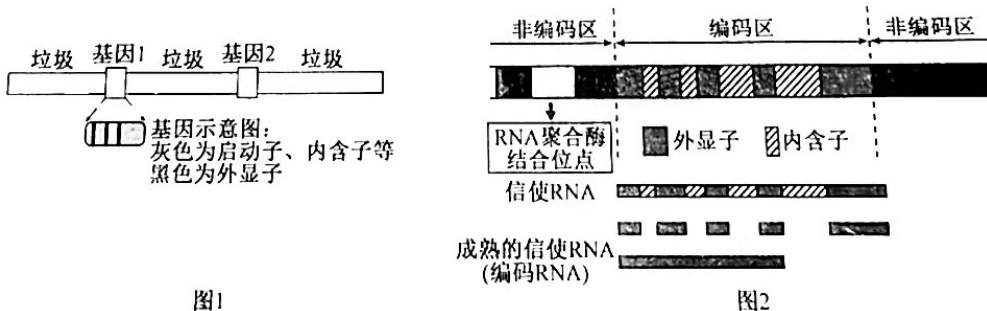 垃圾 基因1 垃圾 基因2 垃圾
基因示意图：
灰色为启动子、内含子等
黑色为外显子
图1
非编码区 编码区 非编码区
RNA聚合酶
结合位点
外显子 内含子
信使RNA
成熟的信使RNA
(编码RNA)
图2